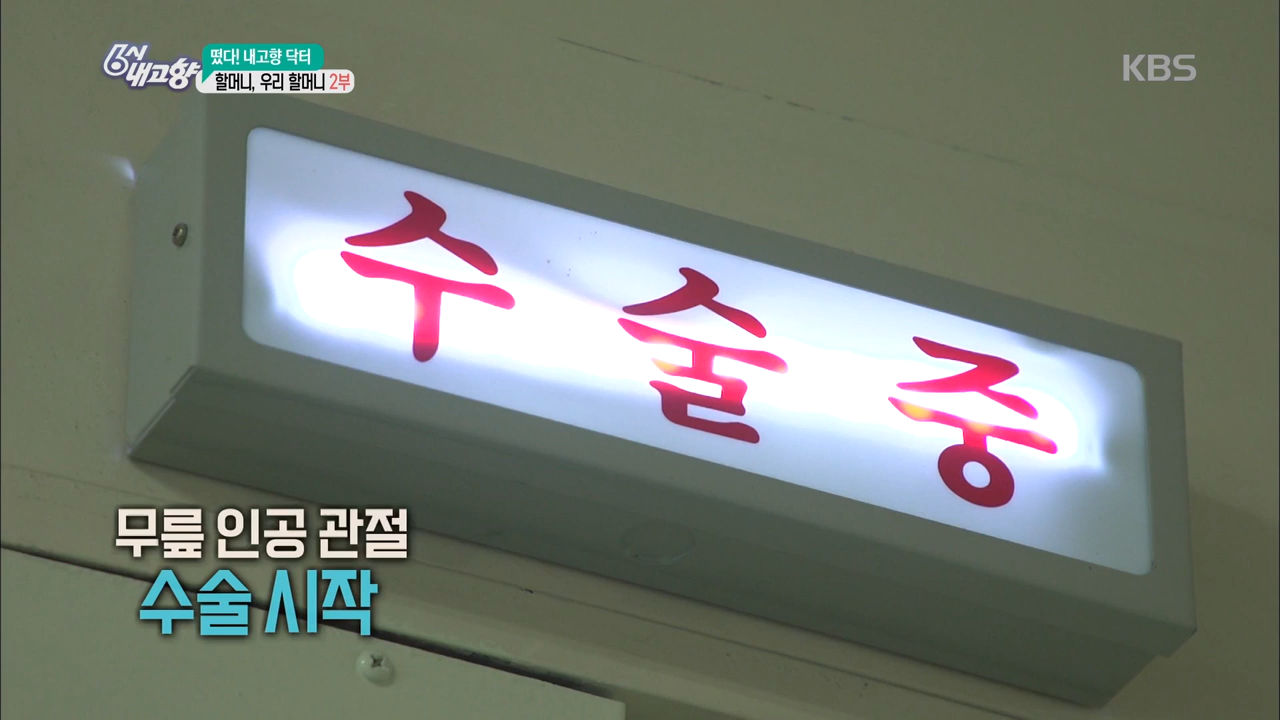 6시 내고향
떴다! 내고향 닥터
할머니, 우리 할머니 2부
KBS
수술중
무릎 인공 관절
수술 시작